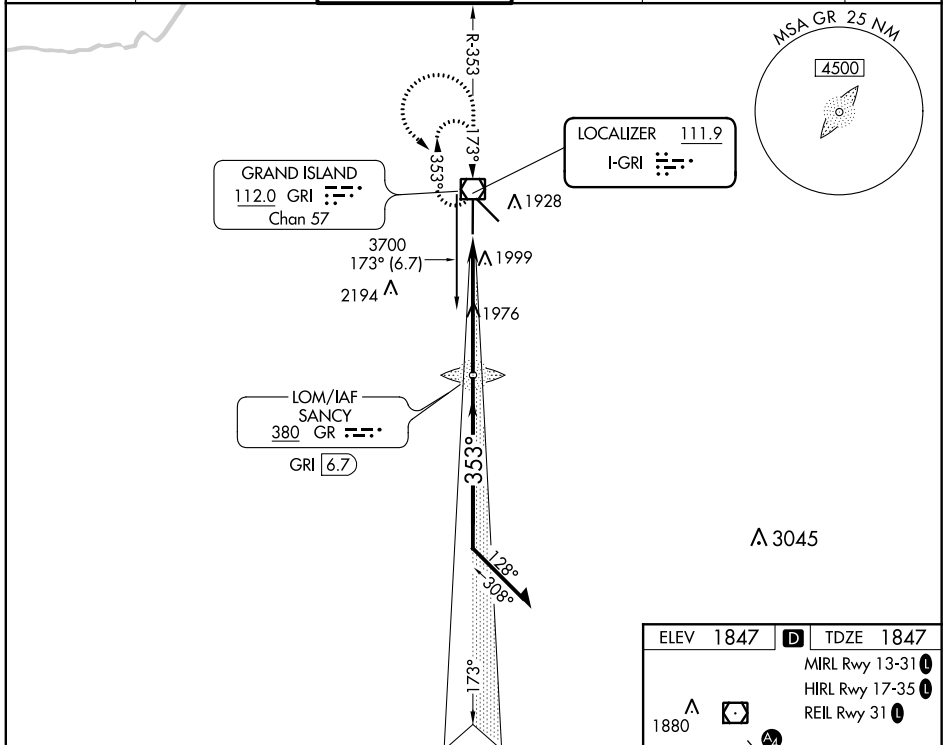 MSA GR 25 NM
4500
R-353
173°
353°
LOCALIZER 111.9
I-GRI
GRAND ISLAND
112.0 GRI
Chan 57
1928
3700
173° (6.7)
1999
2194
1976
LOM/IAF
SANCY
380 GR
GRI 6.7
353°
3045
128°
308°
173°
ELEV 1847 D TDZE 1847
MIRL Rwy 13-31 L
HIRL Rwy 17-35 L
REIL Rwy 31 L
1880
A4